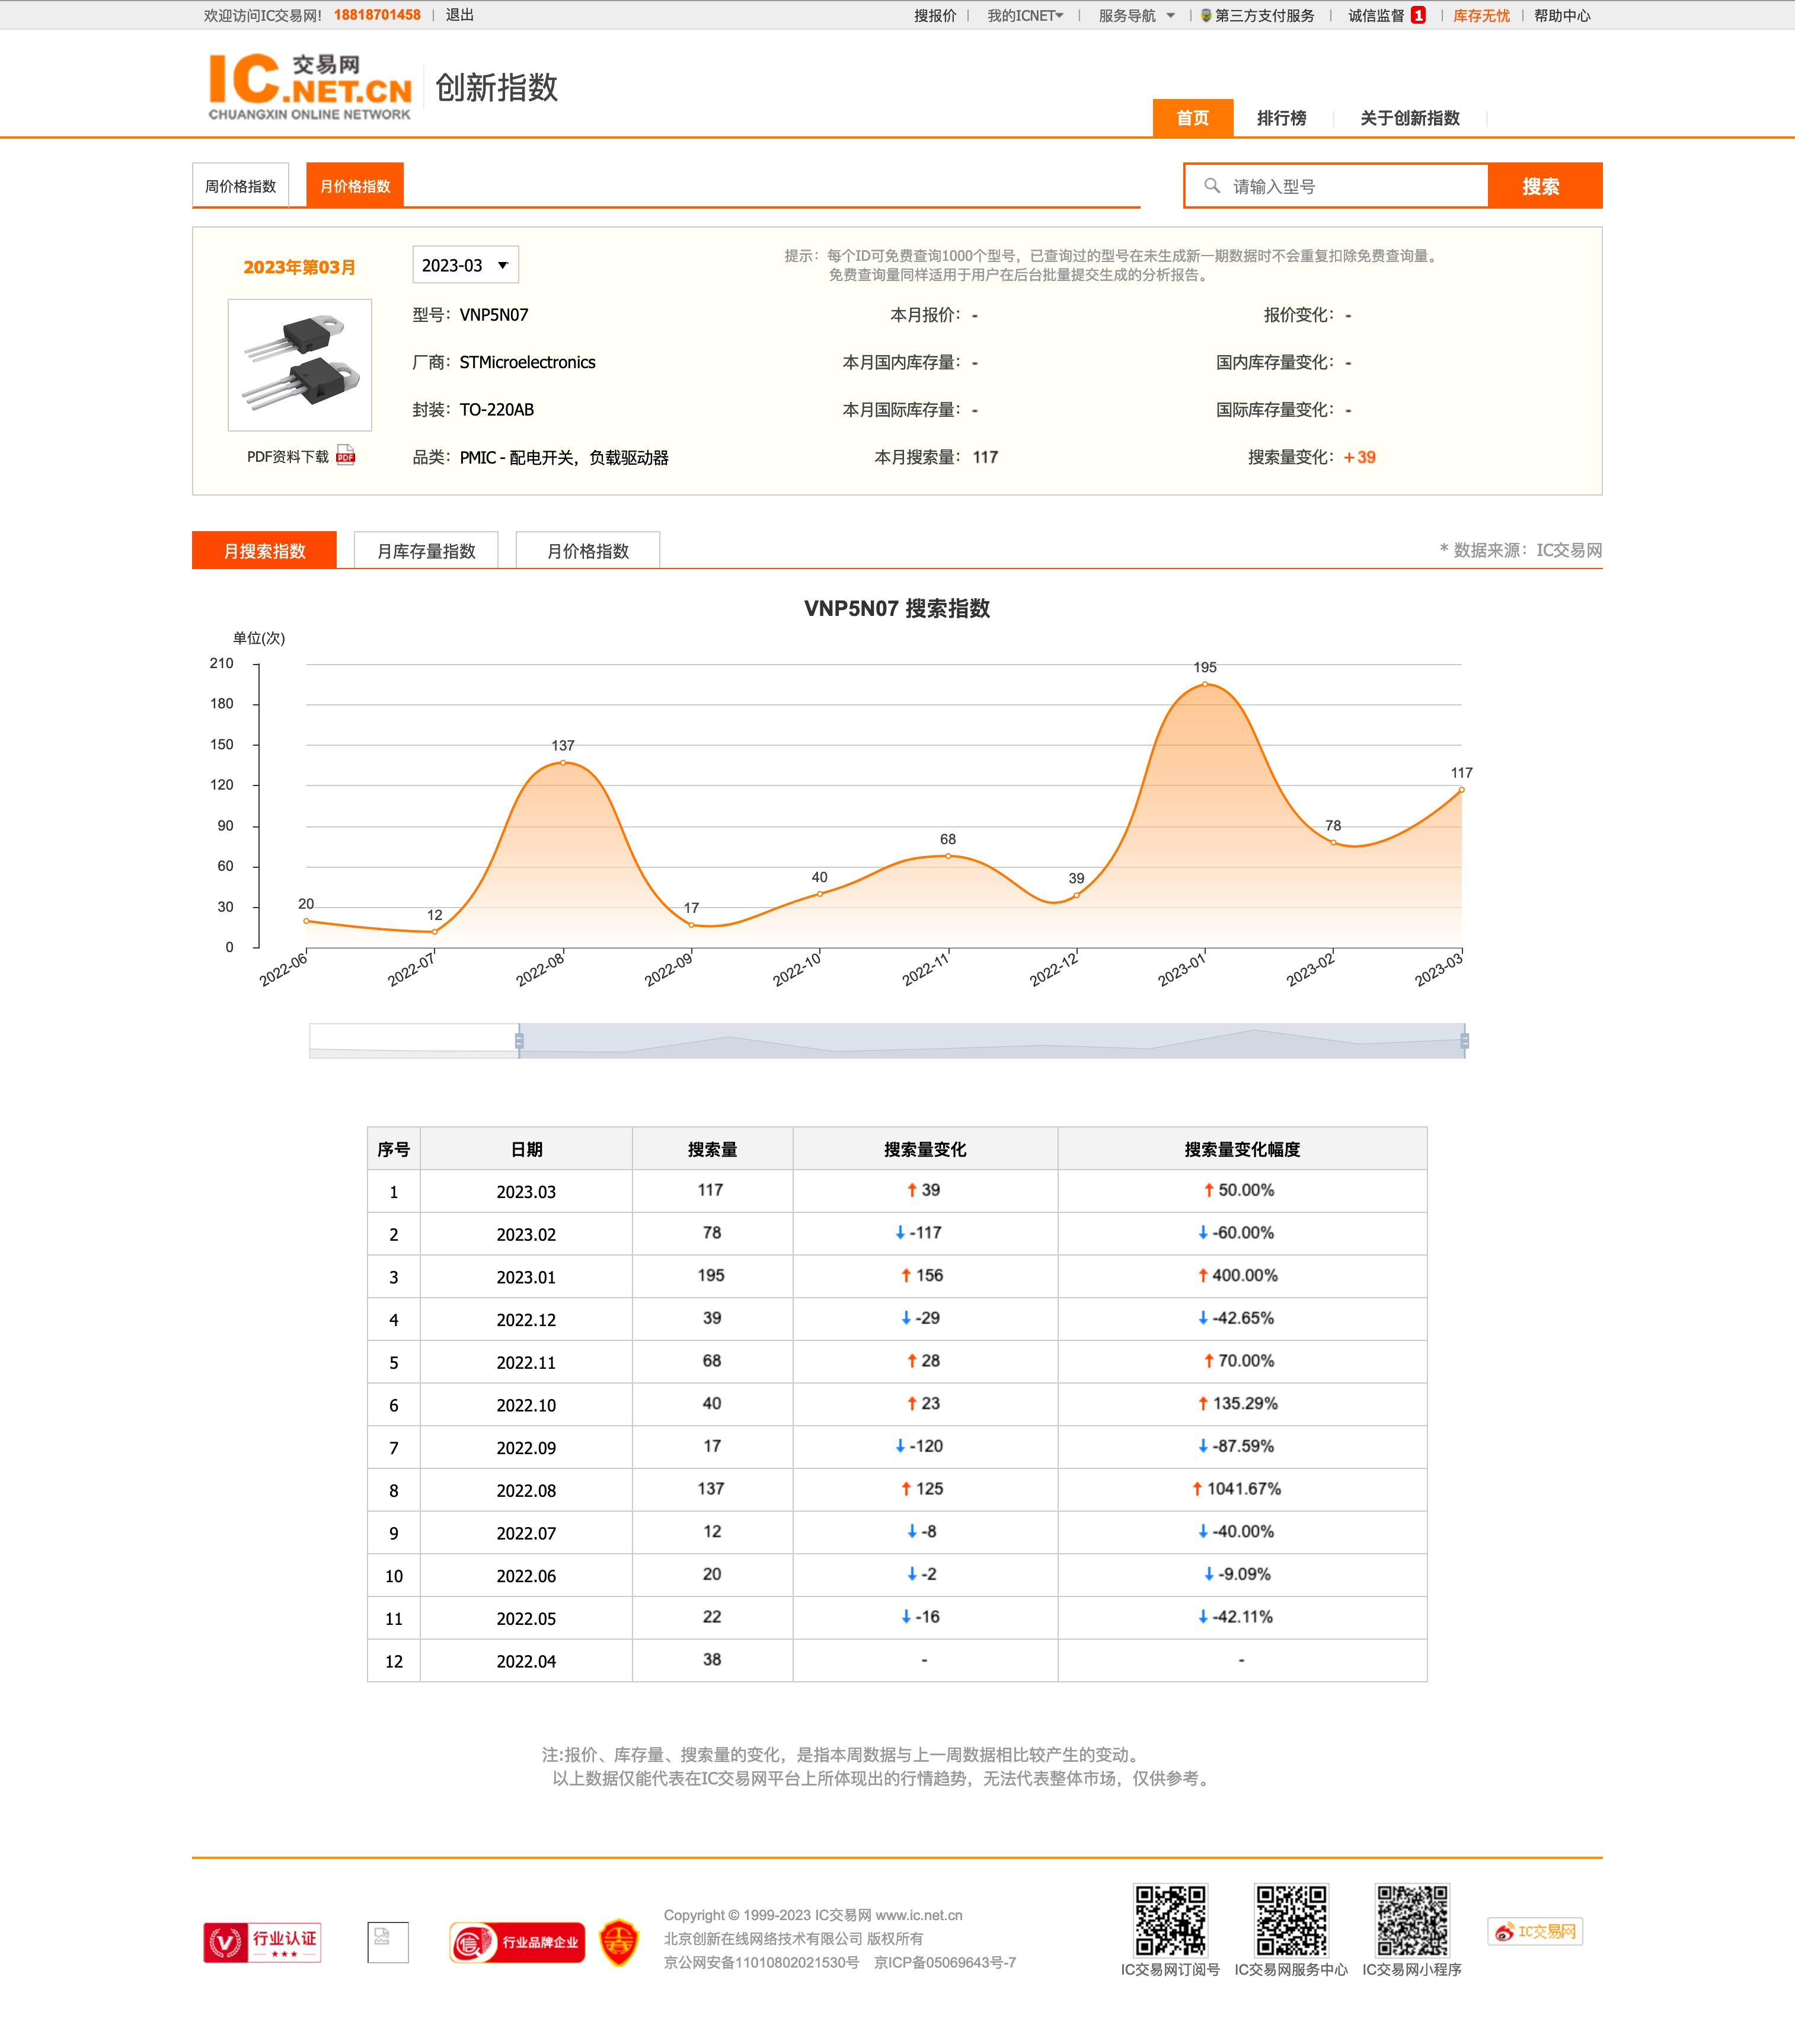 欢迎访问IC交易网! 18818701458 | 退出
搜报价 | 我的ICNET | 服务导航 | 第三方支付服务 | 诚信监督 1 | 库存无忧 | 帮助中心
IC.NET.CN 交易网
CHUANGXIN ONLINE NETWORK
创新指数
首页 排行榜 关于创新指数
周价格指数 月价格指数
请输入型号 搜索
2023年第03月 2023-03
提示：每个ID可免费查询1000个型号，已查询过的型号在未生成新一期数据时不会重复扣除免费查询量。
免费查询量同样适用于用户在后台批量提交生成的分析报告。
型号：VNP5N07 本月报价：- 报价变化：-
厂商：STMicroelectronics 本月国内库存量：- 国内库存量变化：-
封装：TO-220AB 本月国际库存量：- 国际库存量变化：-
PDF资料下载 PDF 品类：PMIC - 配电开关，负载驱动器 本月搜索量：117 搜索量变化：+39
月搜索指数 月库存量指数 月价格指数 * 数据来源：IC交易网
VNP5N07 搜索指数
单位(次)
210
180
150
120
90
60
30
0
20 12 137 17 40 68 39 195 78 117
2022-06 2022-07 2022-08 2022-09 2022-10 2022-11 2022-12 2023-01 2023-02 2023-03
序号 日期 搜索量 搜索量变化 搜索量变化幅度
1 2023.03 117 ↑ 39 ↑ 50.00%
2 2023.02 78 ↓ -117 ↓ -60.00%
3 2023.01 195 ↑ 156 ↑ 400.00%
4 2022.12 39 ↓ -29 ↓ -42.65%
5 2022.11 68 ↑ 28 ↑ 70.00%
6 2022.10 40 ↑ 23 ↑ 135.29%
7 2022.09 17 ↓ -120 ↓ -87.59%
8 2022.08 137 ↑ 125 ↑ 1041.67%
9 2022.07 12 ↓ -8 ↓ -40.00%
10 2022.06 20 ↓ -2 ↓ -9.09%
11 2022.05 22 ↓ -16 ↓ -42.11%
12 2022.04 38 - -
注:报价、库存量、搜索量的变化，是指本周数据与上一周数据相比较产生的变动。
以上数据仅能代表在IC交易网平台上所体现出的行情趋势，无法代表整体市场，仅供参考。
行业认证
行业品牌企业
Copyright © 1999-2023 IC交易网 www.ic.net.cn
北京创新在线网络技术有限公司 版权所有
京公网安备11010802021530号 京ICP备05069643号-7
IC交易网订阅号 IC交易网服务中心 IC交易网小程序
IC交易网